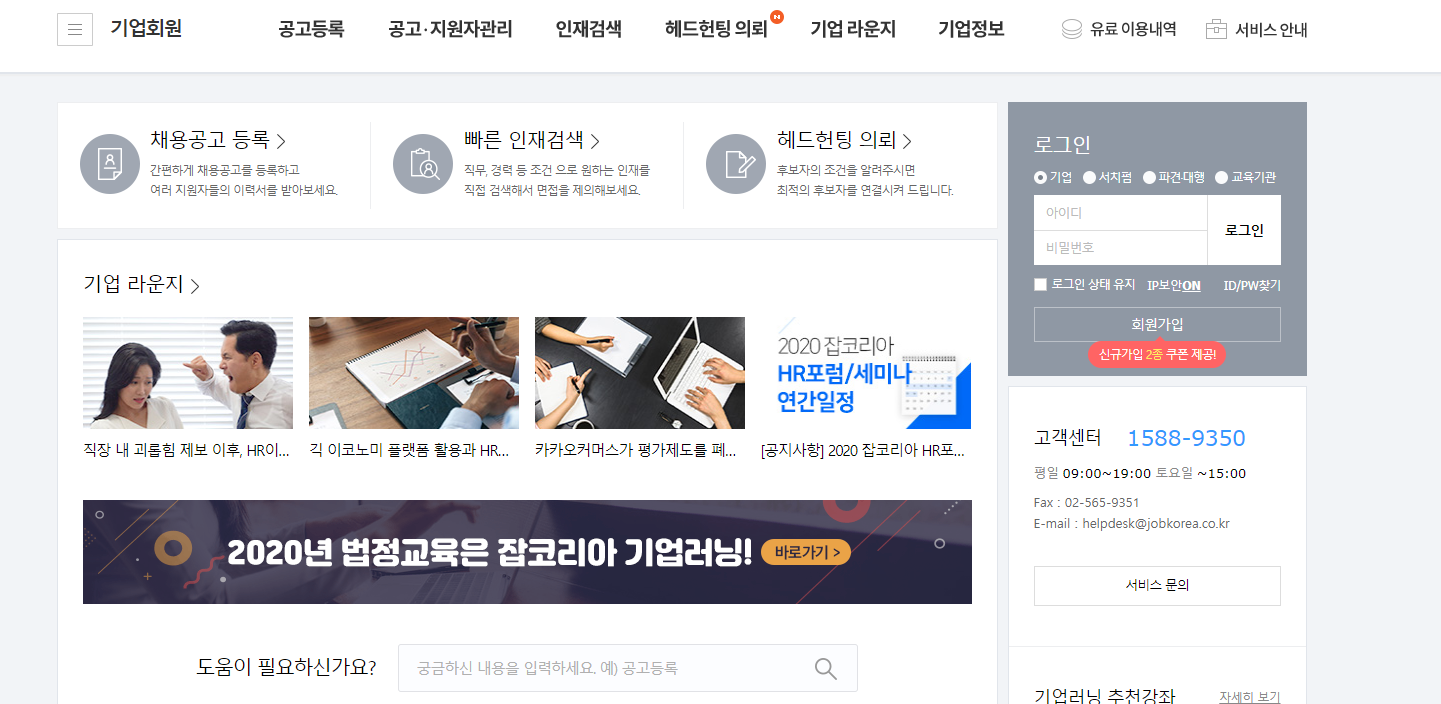 기업회원
공고등록
공고·지원자관리
인재검색
헤드헌팅 의뢰
N
기업 라운지
기업정보
유료 이용내역
서비스 안내
채용공고 등록
간편하게 채용공고를 등록하고
여러 지원자들의 이력서를 받아보세요.
빠른 인재검색
직무, 경력 등 조건 으로 원하는 인재를
직접 검색해서 면접을 제의해보세요.
헤드헌팅 의뢰
후보자의 조건을 알려주시면
최적의 후보자를 연결시켜 드립니다.
로그인
기업 서치펌 파견·대행 교육기관
아이디
비밀번호
로그인
로그인 상태 유지 IP보안ON ID/PW찾기
회원가입
신규가입 2종 쿠폰 제공!
기업 라운지
2020 잡코리아
HR포럼/세미나
연간일정
직장 내 괴롭힘 제보 이후, HR이...
긱 이코노미 플랫폼 활용과 HR...
카카오커머스가 평가제도를 폐...
[공지사항] 2020 잡코리아 HR포...
2020년 법정교육은 잡코리아 기업러닝!
바로가기 >
도움이 필요하신가요?
궁금하신 내용을 입력하세요. 예) 공고등록
고객센터 1588-9350
평일 09:00~19:00 토요일 ~15:00
Fax : 02-565-9351
E-mail : helpdesk@jobkorea.co.kr
서비스 문의
기업러닝 추천강좌
자세히 보기